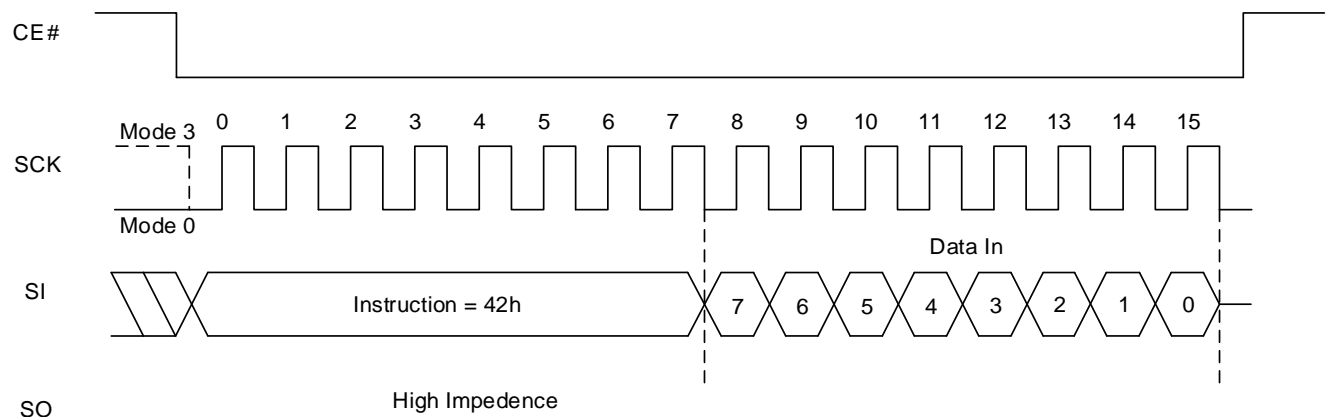 CE#
0 1 2 3 4 5 6 7 8 9 10 11 12 13 14 15
Mode 3
SCK
Mode 0
Data In
SI
Instruction = 42h
7 6 5 4 3 2 1 0
High Impedence
SO